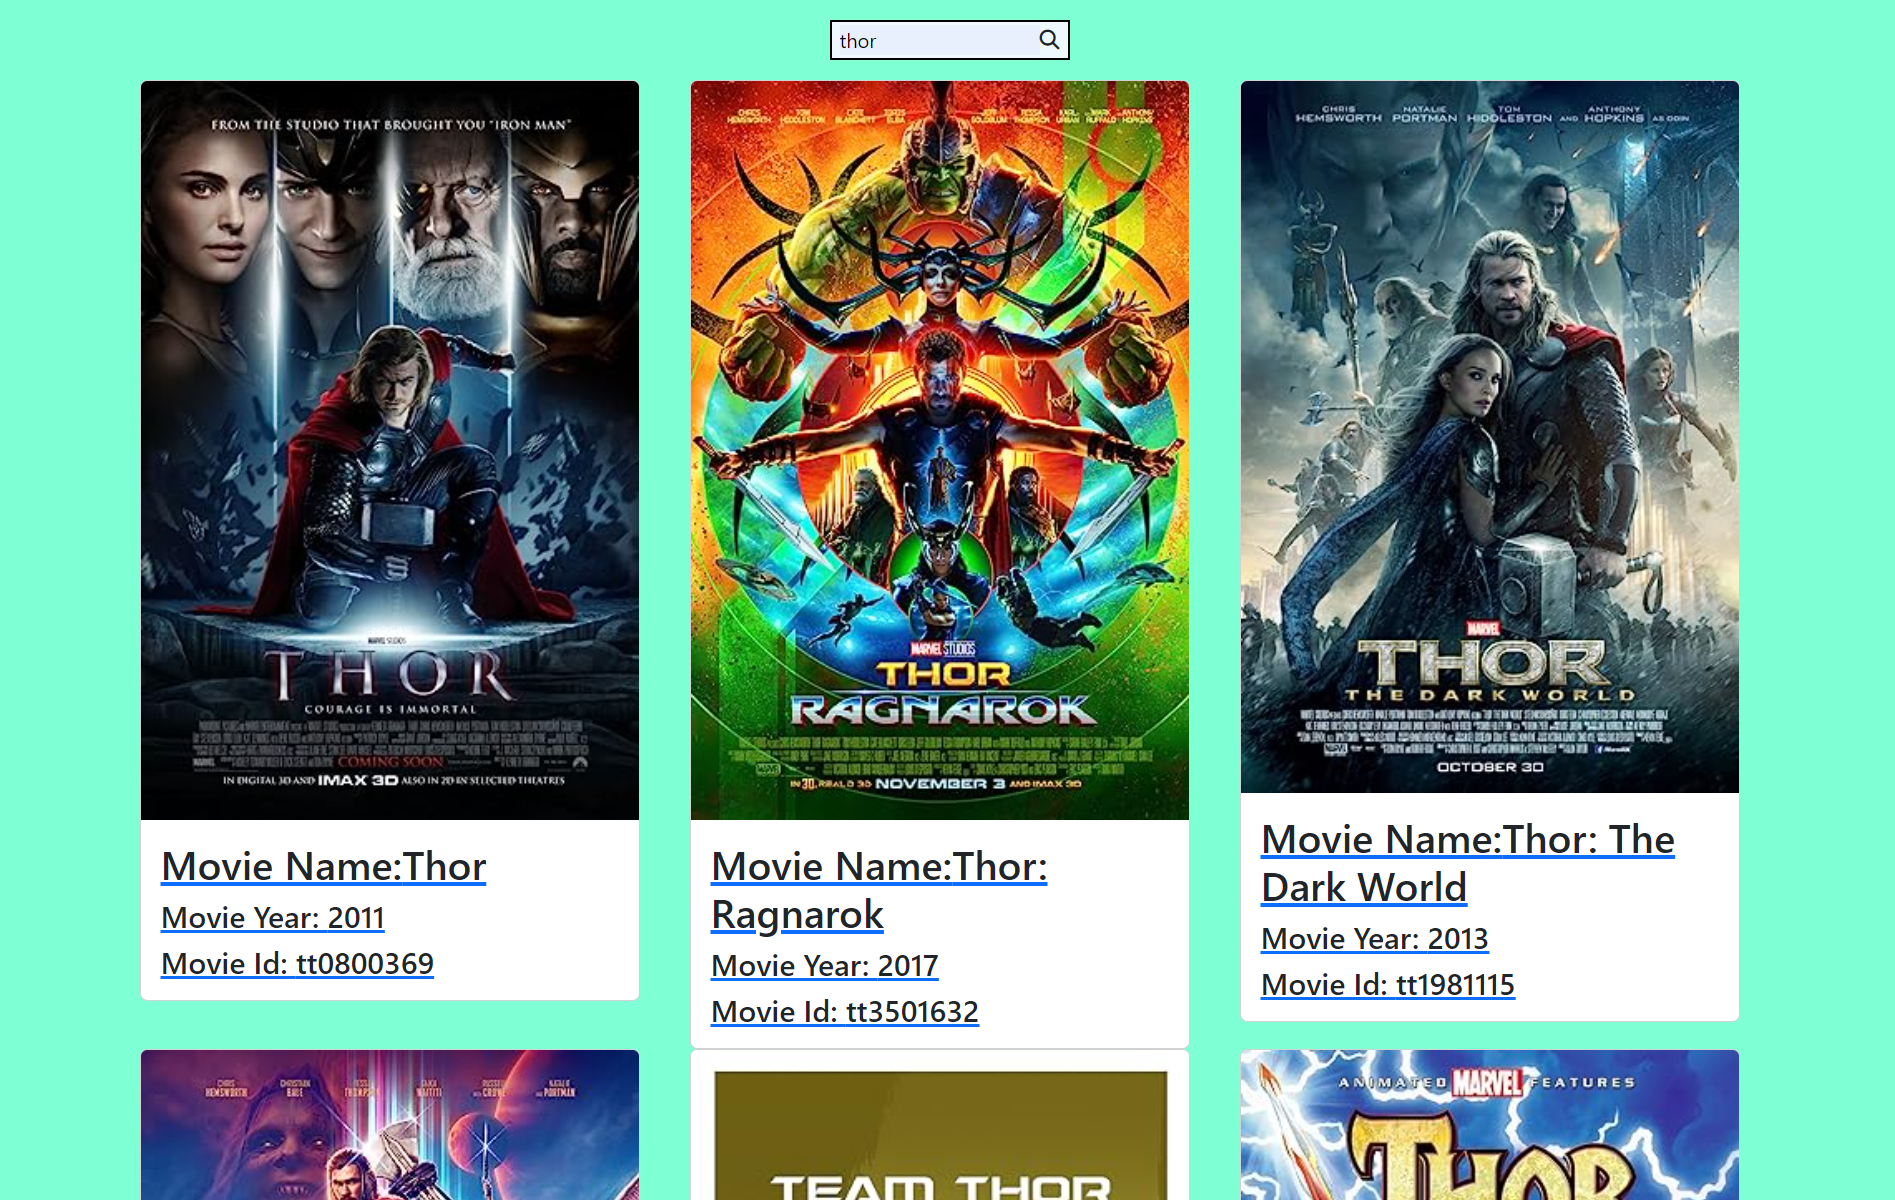 thor
FROM THE STUDIO THAT BROUGHT YOU "IRON MAN"
MARVEL STUDIOS
THOR
COURAGE IS IMMORTAL
COMING SOON
IN DIGITAL 3D AND IMAX 3D ALSO IN 2D IN SELECTED THEATRES
Movie Name:Thor
Movie Year: 2011
Movie Id: tt0800369
CHRIS HEMSWORTH TOM HIDDLESTON CATE BLANCHETT IDRIS ELBA JEFF GOLDBLUM TESSA THOMPSON KARL URBAN MARK RUFFALO ANTHONY HOPKINS
MARVEL STUDIOS
THOR
RAGNAROK
IN 3D, REAL D 3D NOVEMBER 3 AND IMAX 3D
Movie Name:Thor:
Ragnarok
Movie Year: 2017
Movie Id: tt3501632
CHRIS HEMSWORTH NATALIE PORTMAN TOM HIDDLESTON AND ANTHONY HOPKINS AS ODIN
MARVEL
THOR
THE DARK WORLD
OCTOBER 30
Movie Name:Thor: The
Dark World
Movie Year: 2013
Movie Id: tt1981115
CHRIS HEMSWORTH CHRISTIAN BALE TESSA THOMPSON TAIKA WAITITI NATALIE PORTMAN
TEAM THOR
ANIMATED MARVEL FEATURES
THOR